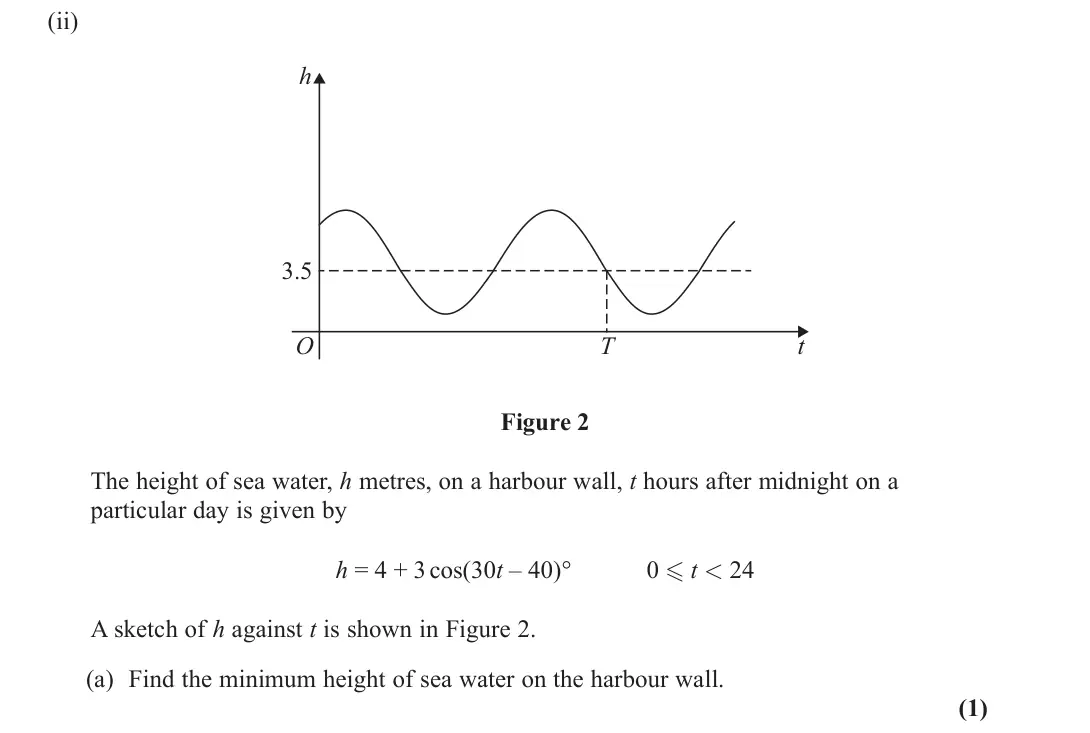 (ii)
h
3.5
O
T
t
Figure 2
The height of sea water, h metres, on a harbour wall, t hours after midnight on a
particular day is given by
h = 4 + 3 cos(30t – 40)° 0 ⩽ t < 24
A sketch of h against t is shown in Figure 2.
(a) Find the minimum height of sea water on the harbour wall.
(1)